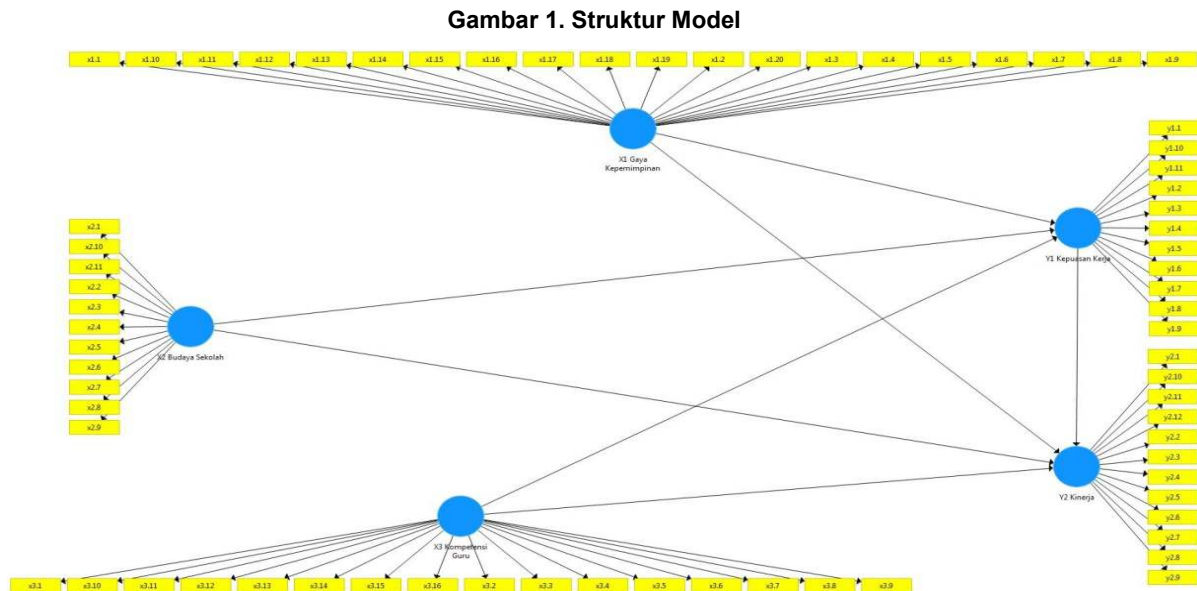 Gambar 1. Struktur Model
x1.1 x1.10 x1.11 x1.12 x1.13 x1.14 x1.15 x1.16 x1.17 x1.18 x1.19 x1.2 x1.20 x1.3 x1.4 x1.5 x1.6 x1.7 x1.8 x1.9
X1 Gaya
Kepemimpinan
y1.1
y1.10
y1.11
y1.2
y1.3
y1.4
y1.5
y1.6
y1.7
y1.8
y1.9
Y1 Kepuasan Kerja
x2.1
x2.10
x2.11
x2.2
x2.3
x2.4
x2.5
x2.6
x2.7
x2.8
x2.9
X2 Budaya Sekolah
y2.1
y2.10
y2.11
y2.12
y2.2
y2.3
y2.4
y2.5
y2.6
y2.7
y2.8
y2.9
Y2 Kinerja
X3 Kompetensi
Guru
x3.1 x3.10 x3.11 x3.12 x3.13 x3.14 x3.15 x3.16 x3.2 x3.3 x3.4 x3.5 x3.6 x3.7 x3.8 x3.9